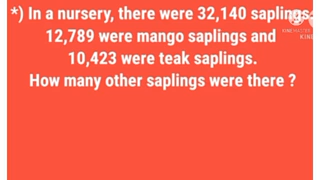 *) In a nursery, there were 32,140 saplings,
12,789 were mango saplings and
10,423 were teak saplings.
How many other saplings were there ?